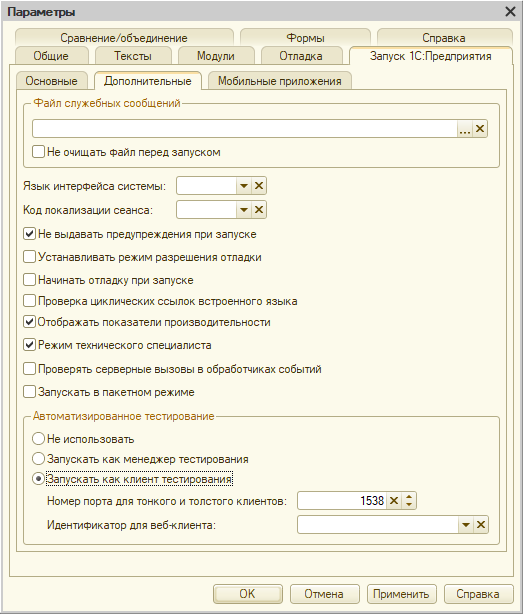 Параметры
Сравнение/объединение Формы Справка
Общие Тексты Модули Отладка Запуск 1С:Предприятия
Основные Дополнительные Мобильные приложения
Файл служебных сообщений
...
Не очищать файл перед запуском
Язык интерфейса системы:
Код локализации сеанса:
Не выдавать предупреждения при запуске
Устанавливать режим разрешения отладки
Начинать отладку при запуске
Проверка циклических ссылок встроенного языка
Отображать показатели производительности
Режим технического специалиста
Проверять серверные вызовы в обработчиках событий
Запускать в пакетном режиме
Автоматизированное тестирование
Не использовать
Запускать как менеджер тестирования
Запускать как клиент тестирования
Номер порта для тонкого и толстого клиентов: 1538
Идентификатор для веб-клиента:
OK Отмена Применить Справка